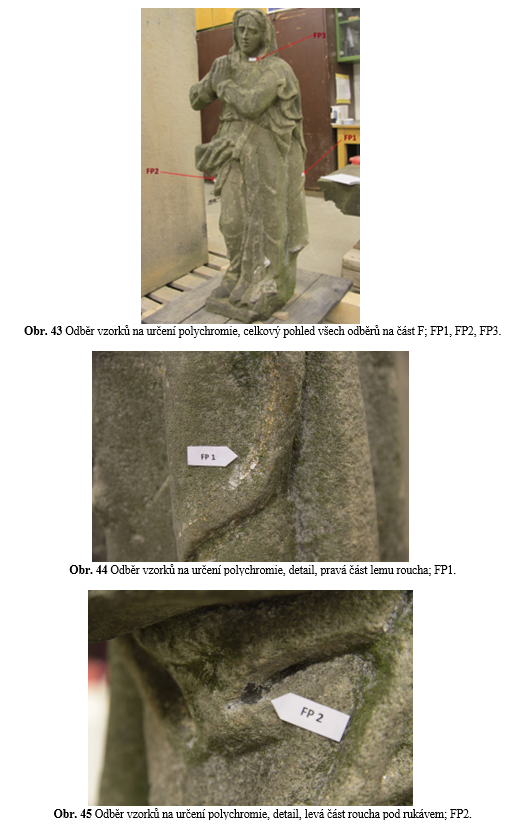 FP3
FP1
FP2
Obr. 43 Odběr vzorků na určení polychromie, celkový pohled všech odběrů na část F; FP1, FP2, FP3.
FP 1
Obr. 44 Odběr vzorků na určení polychromie, detail, pravá část lemu roucha; FP1.
FP 2
Obr. 45 Odběr vzorků na určení polychromie, detail, levá část roucha pod rukávem; FP2.